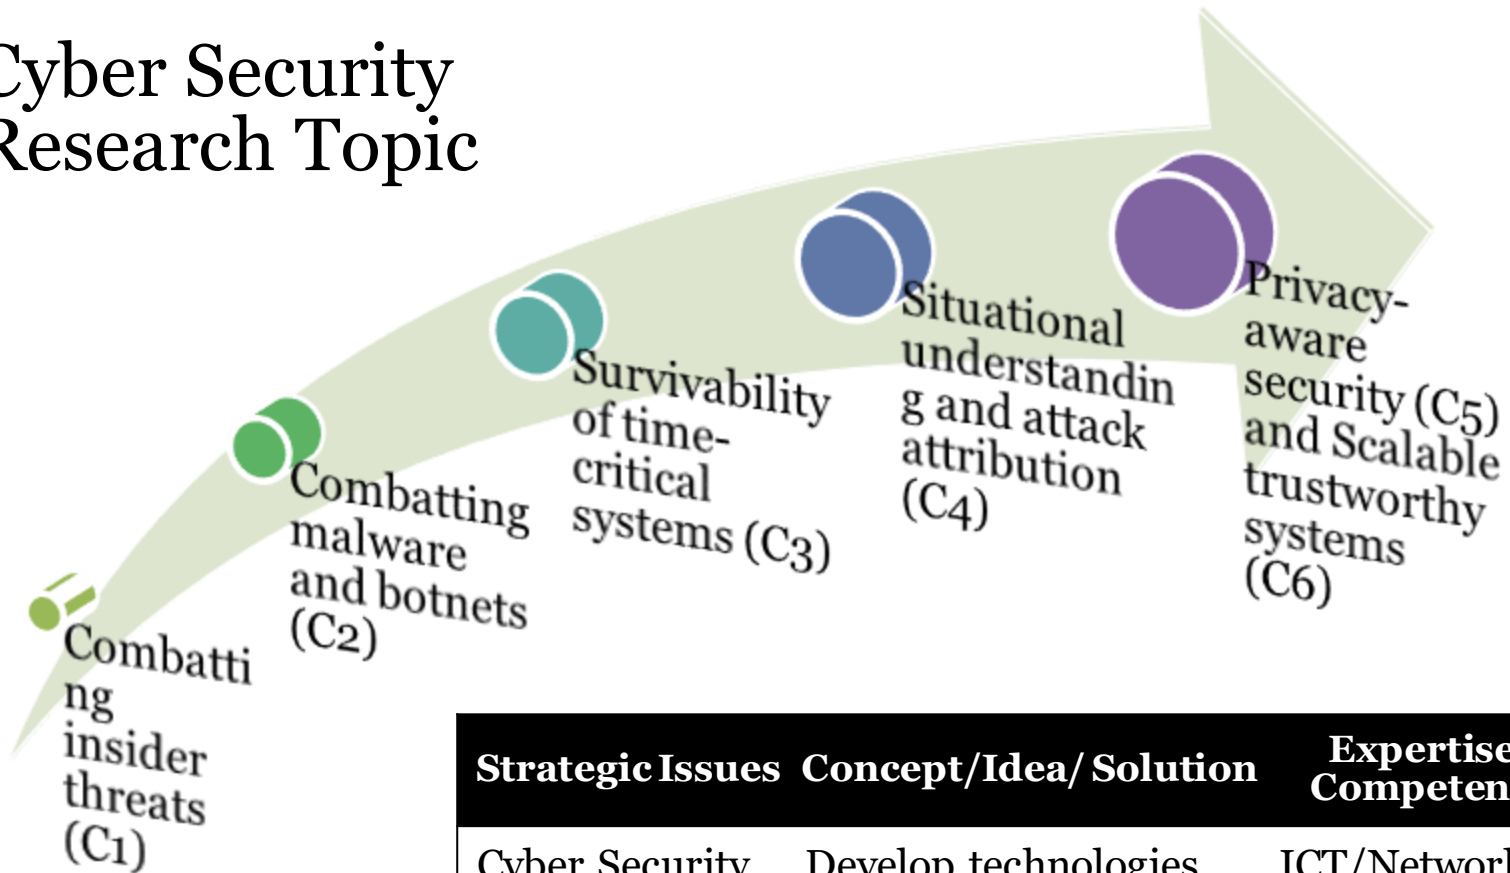 Cyber Security
Research Topic
Combatti
ng
insider
threats
(C1)
Combatting
malware
and botnets
(C2)
Survivability
of time-
critical
systems (C3)
Situational
understandin
g and attack
attribution
(C4)
Privacy-
aware
security (C5)
and Scalable
trustworthy
systems
(C6)
Strategic Issues
Concept/Idea/ Solution
Expertise
Competen
Cyber Security
Develop technologies
ICT/Network